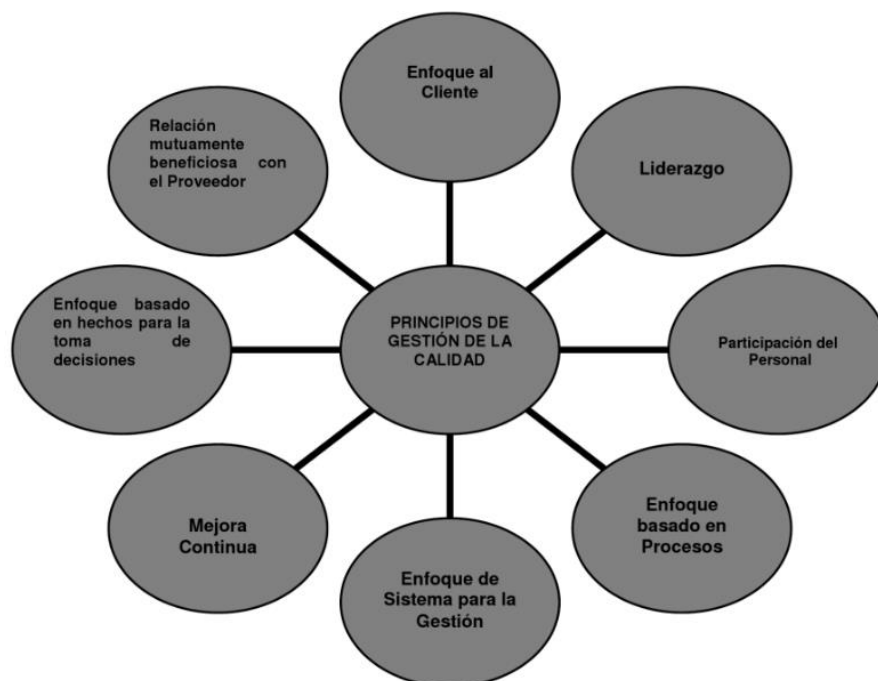 Enfoque al
Cliente
Relación
mutuamente
beneficiosa con
el Proveedor
Liderazgo
Enfoque basado
en hechos para la
toma de
decisiones
PRINCIPIOS DE
GESTIÓN DE LA
CALIDAD
Participación del
Personal
Mejora
Continua
Enfoque
basado en
Procesos
Enfoque de
Sistema para la
Gestión